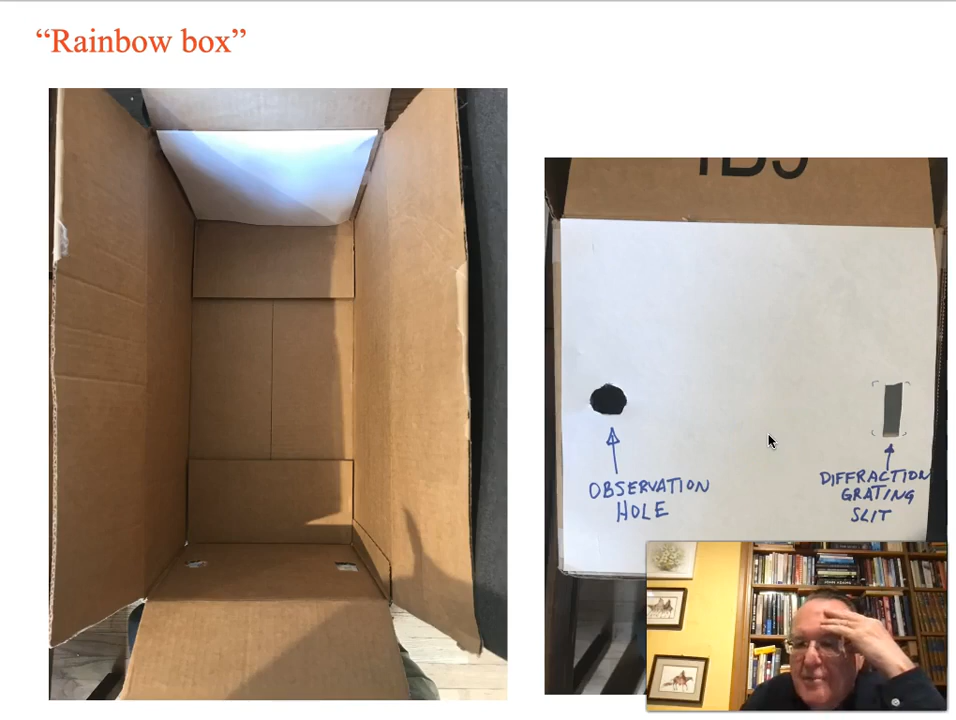 “Rainbow box”
OBSERVATION
HOLE
DIFFRACTION
GRATING
SLIT